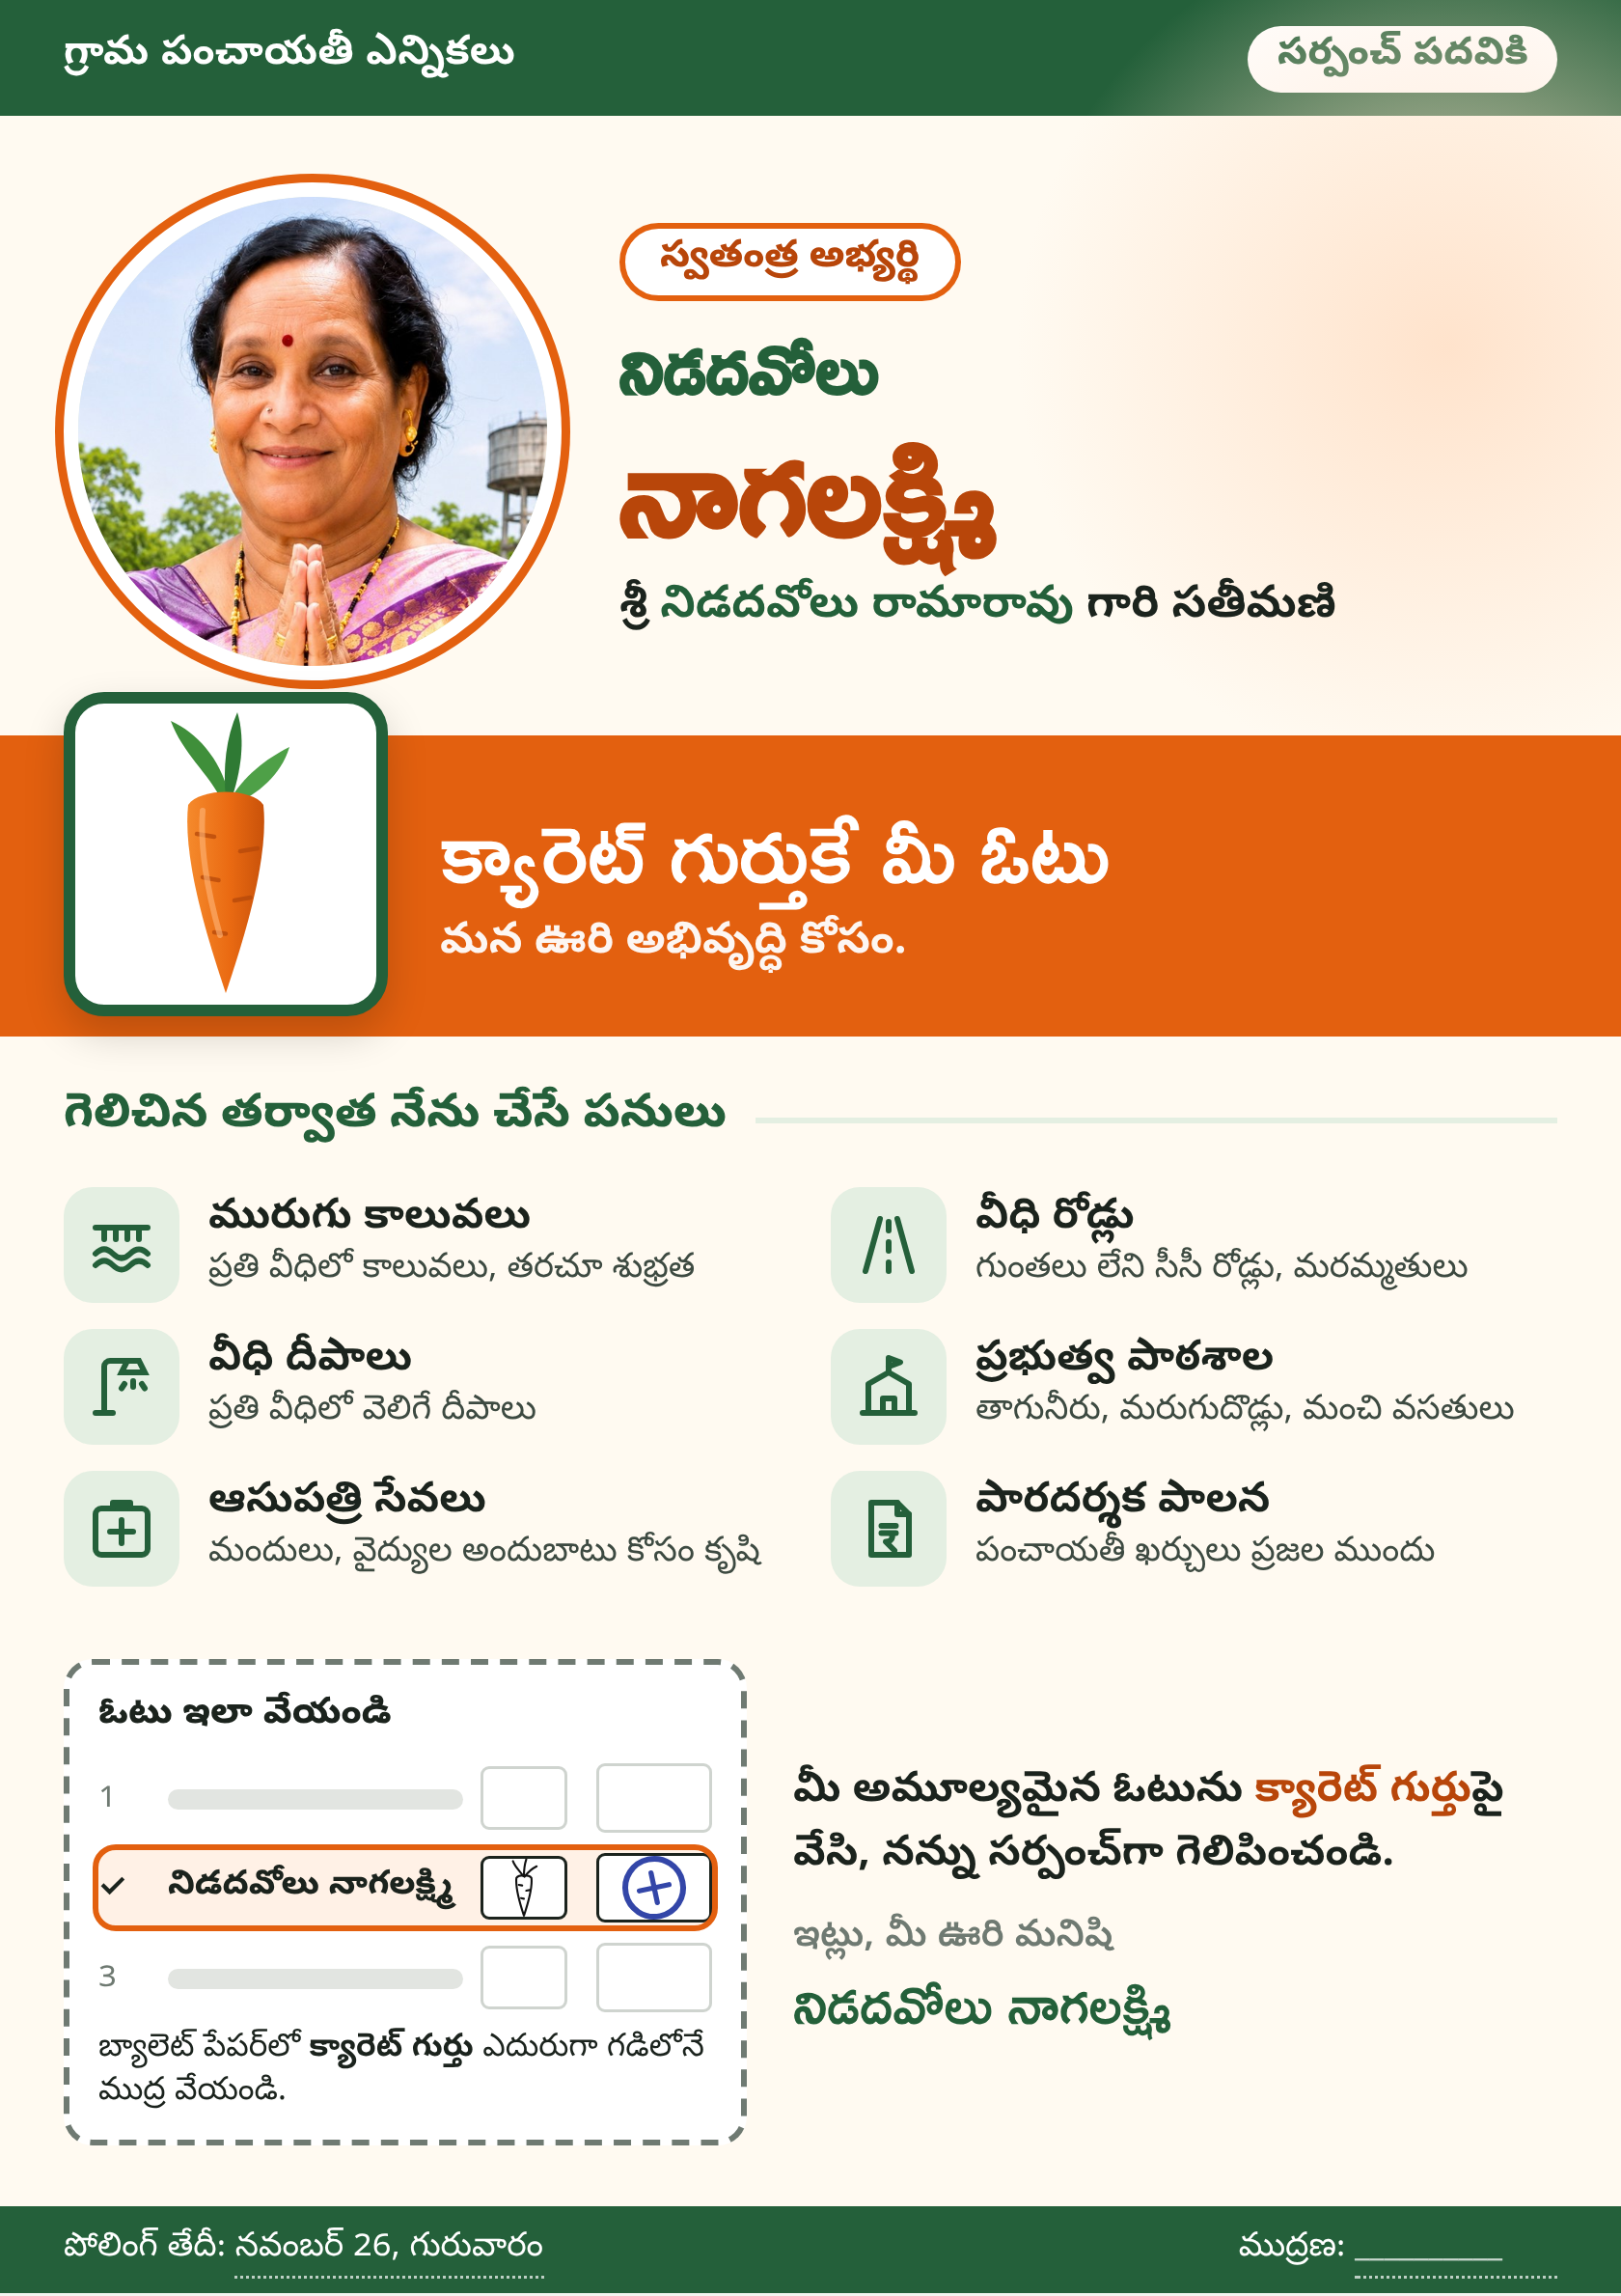 గ్రామ పంచాయతీ ఎన్నికలు
సర్పంచ్ పదవికి
స్వతంత్ర అభ్యర్థి
నిడదవోలు
నాగలక్ష్మి
శ్రీ నిడదవోలు రామారావు గారి సతీమణి
క్యారెట్ గుర్తుకే మీ ఓటు
మన ఊరి అభివృద్ధి కోసం.
గెలిచిన తర్వాత నేను చేసే పనులు
మురుగు కాలువలు
ప్రతి వీధిలో కాలువలు, తరచూ శుభ్రత
వీధి రోడ్లు
గుంతలు లేని సీసీ రోడ్లు, మరమ్మతులు
వీధి దీపాలు
ప్రతి వీధిలో వెలిగే దీపాలు
ప్రభుత్వ పాఠశాల
తాగునీరు, మరుగుదొడ్లు, మంచి వసతులు
ఆసుపత్రి సేవలు
మందులు, వైద్యుల అందుబాటు కోసం కృషి
పారదర్శక పాలన
పంచాయతీ ఖర్చులు ప్రజల ముందు
ఓటు ఇలా వేయండి
1
✓ నిడదవోలు నాగలక్ష్మి
3
బ్యాలెట్ పేపర్‌లో క్యారెట్ గుర్తు ఎదురుగా గడిలోనే
ముద్ర వేయండి.
మీ అమూల్యమైన ఓటును క్యారెట్ గుర్తుపై
వేసి, నన్ను సర్పంచ్‌గా గెలిపించండి.
ఇట్లు, మీ ఊరి మనిషి
నిడదవోలు నాగలక్ష్మి
పోలింగ్ తేదీ: నవంబర్ 26, గురువారం
ముద్రణ: __________